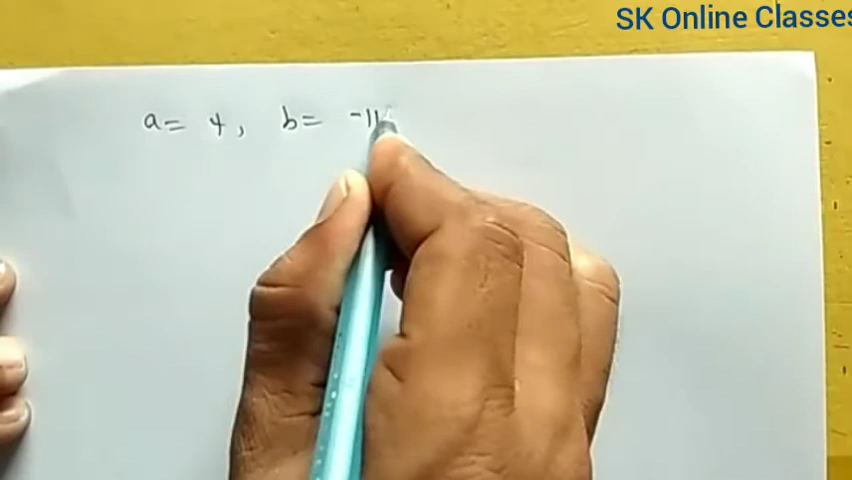 SK Online Classes
a = 4, b = -11